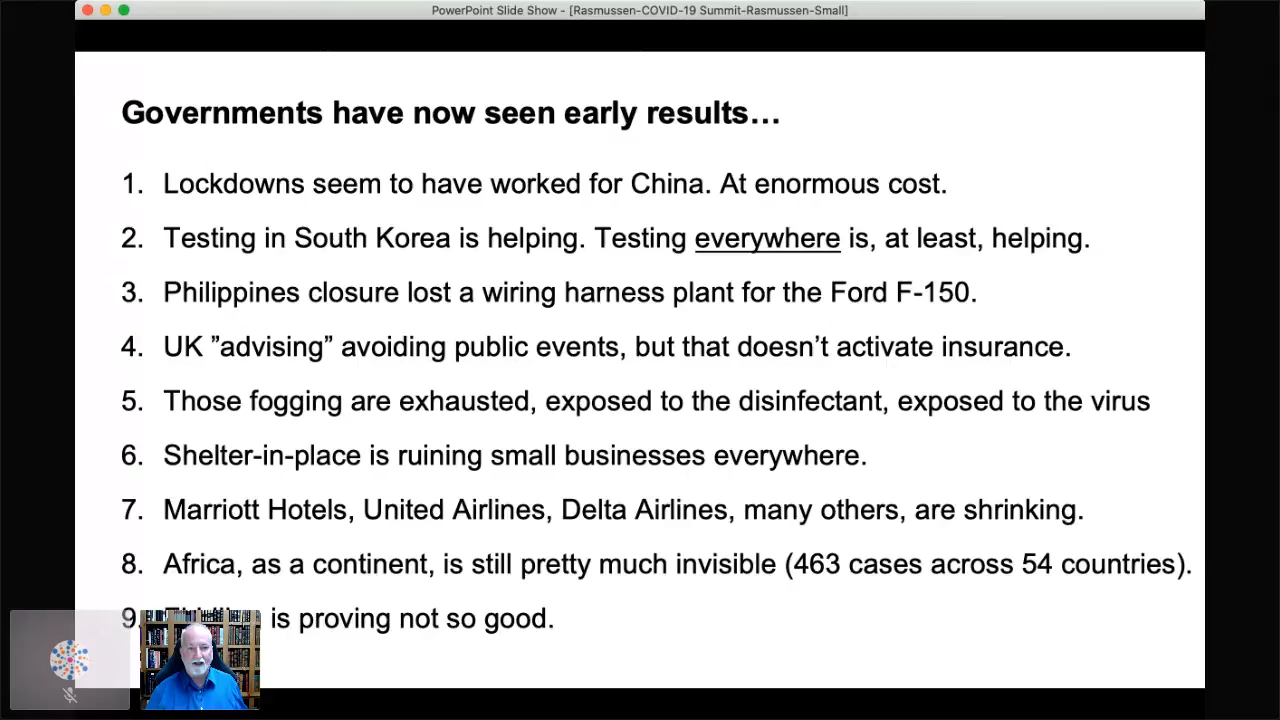 PowerPoint Slide Show - [Rasmussen-COVID-19 Summit-Rasmussen-Small]
Governments have now seen early results…
1. Lockdowns seem to have worked for China. At enormous cost.
2. Testing in South Korea is helping. Testing everywhere is, at least, helping.
3. Philippines closure lost a wiring harness plant for the Ford F-150.
4. UK ”advising” avoiding public events, but that doesn’t activate insurance.
5. Those fogging are exhausted, exposed to the disinfectant, exposed to the virus
6. Shelter-in-place is ruining small businesses everywhere.
7. Marriott Hotels, United Airlines, Delta Airlines, many others, are shrinking.
8. Africa, as a continent, is still pretty much invisible (463 cases across 54 countries).
9. is proving not so good.